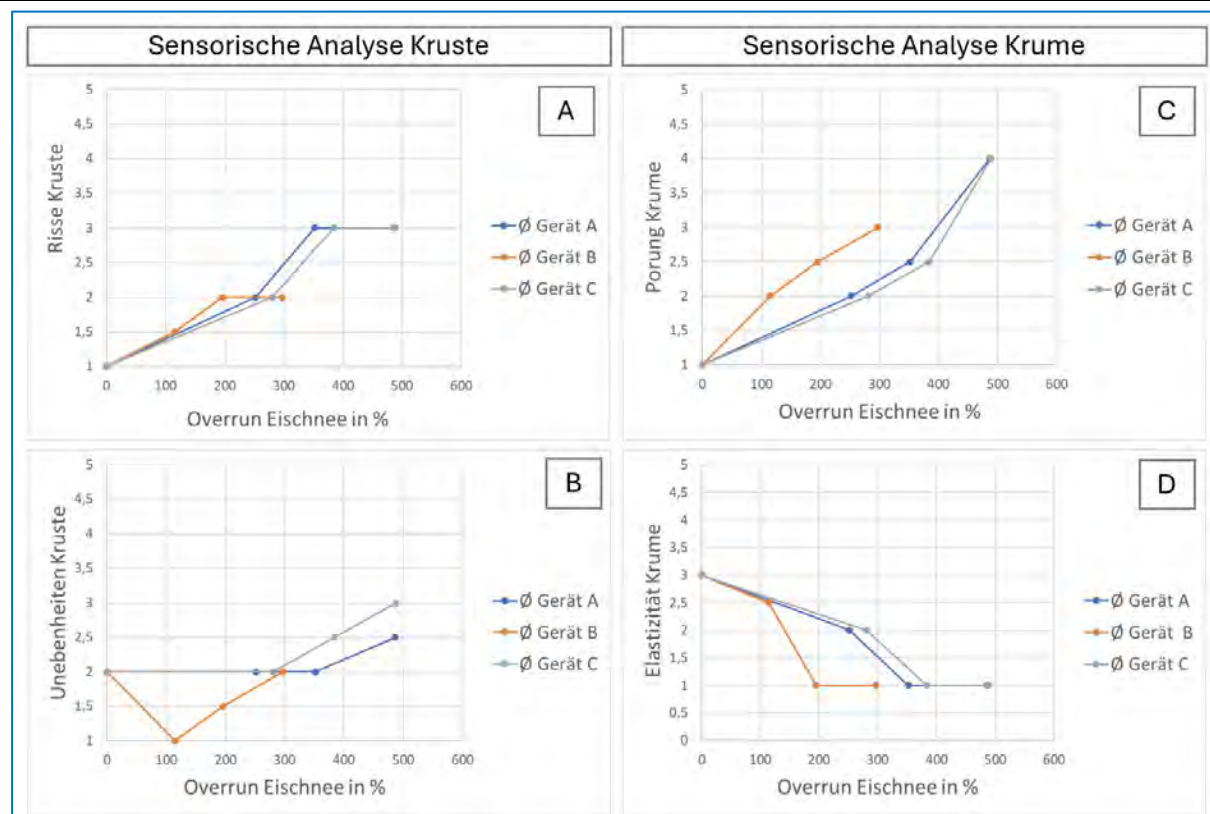 Sensorische Analyse Kruste
Sensorische Analyse Krume
A
Risse Kruste
5
4,5
4
3,5
3
2,5
2
1,5
1
0 100 200 300 400 500 600
Overrun Eischnee in %
Ø Gerät A
Ø Gerät B
Ø Gerät C
C
Porung Krume
5
4,5
4
3,5
3
2,5
2
1,5
1
0 100 200 300 400 500 600
Overrun Eischnee in %
Ø Gerät A
Ø Gerät B
Ø Gerät C
B
Unebenheiten Kruste
5
4,5
4
3,5
3
2,5
2
1,5
1
0 100 200 300 400 500 600
Overrun Eischnee in %
Ø Gerät A
Ø Gerät B
Ø Gerät C
D
Elastizität Krume
5
4,5
4
3,5
3
2,5
2
1,5
1
0,5
0
0 100 200 300 400 500 600
Overrun Eischnee in %
Ø Gerät A
Ø Gerät B
Ø Gerät C